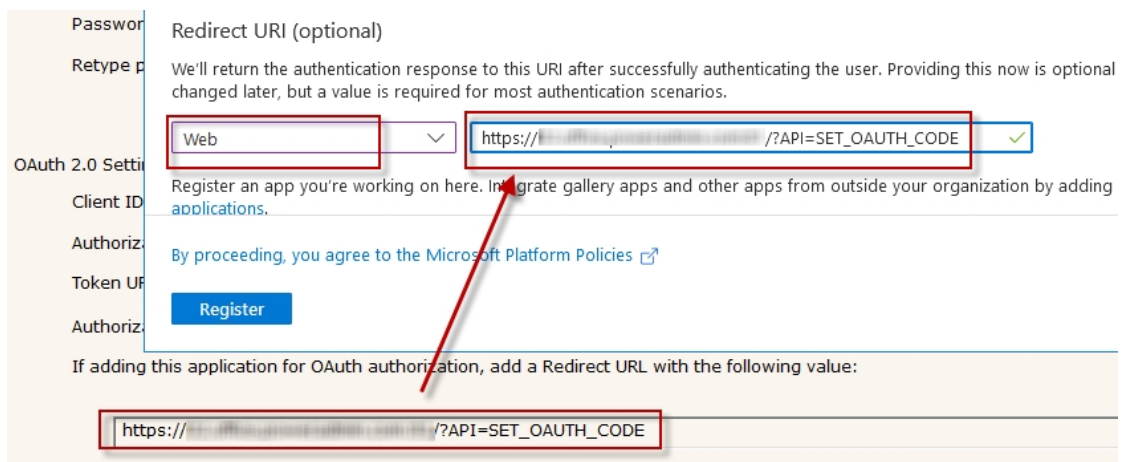 Passwor
Redirect URI (optional)
Retype p
We'll return the authentication response to this URI after successfully authenticating the user. Providing this now is optional
changed later, but a value is required for most authentication scenarios.
Web
https:// /?API=SET_OAUTH_CODE
OAuth 2.0 Settin
Register an app you're working on here. Integrate gallery apps and other apps from outside your organization by adding
Client ID
applications.
Authoriz
By proceeding, you agree to the Microsoft Platform Policies
Token UR
Register
Authoriz
If adding this application for OAuth authorization, add a Redirect URL with the following value:
https:// /?API=SET_OAUTH_CODE